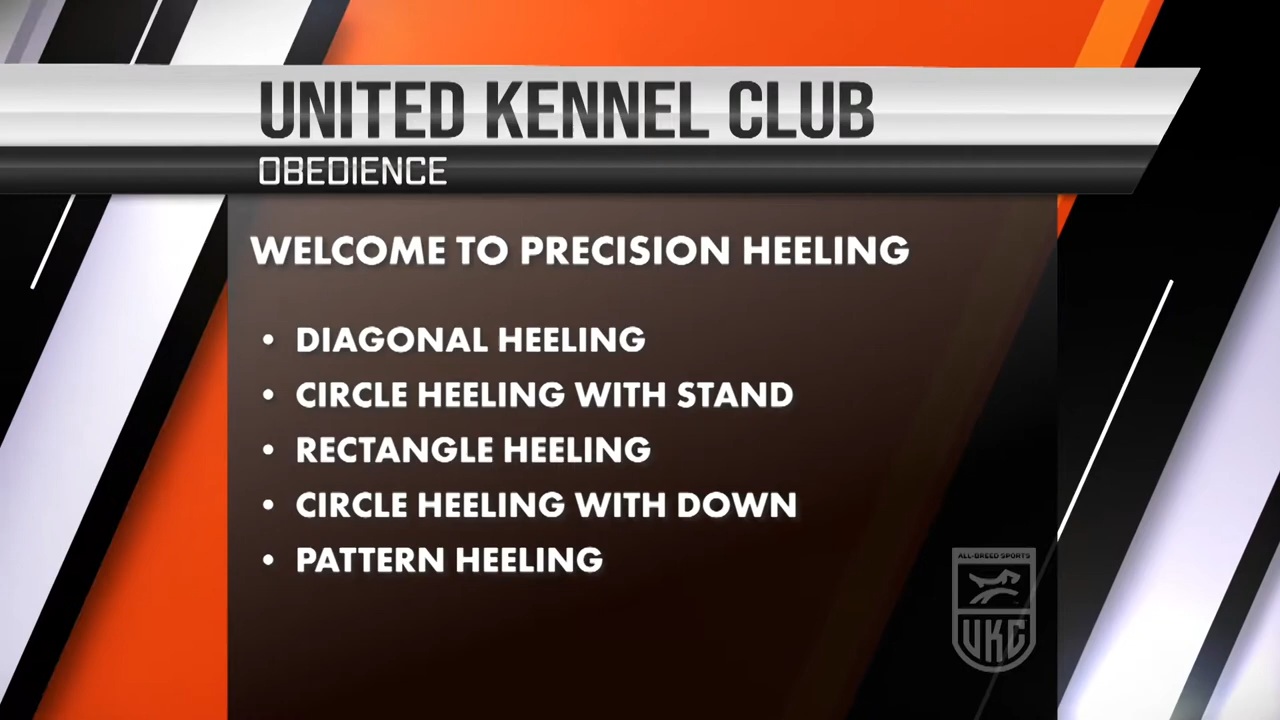 UNITED KENNEL CLUB
OBEDIENCE
WELCOME TO PRECISION HEELING
• DIAGONAL HEELING
• CIRCLE HEELING WITH STAND
• RECTANGLE HEELING
• CIRCLE HEELING WITH DOWN
• PATTERN HEELING
ALL-BREED SPORTS
UKC